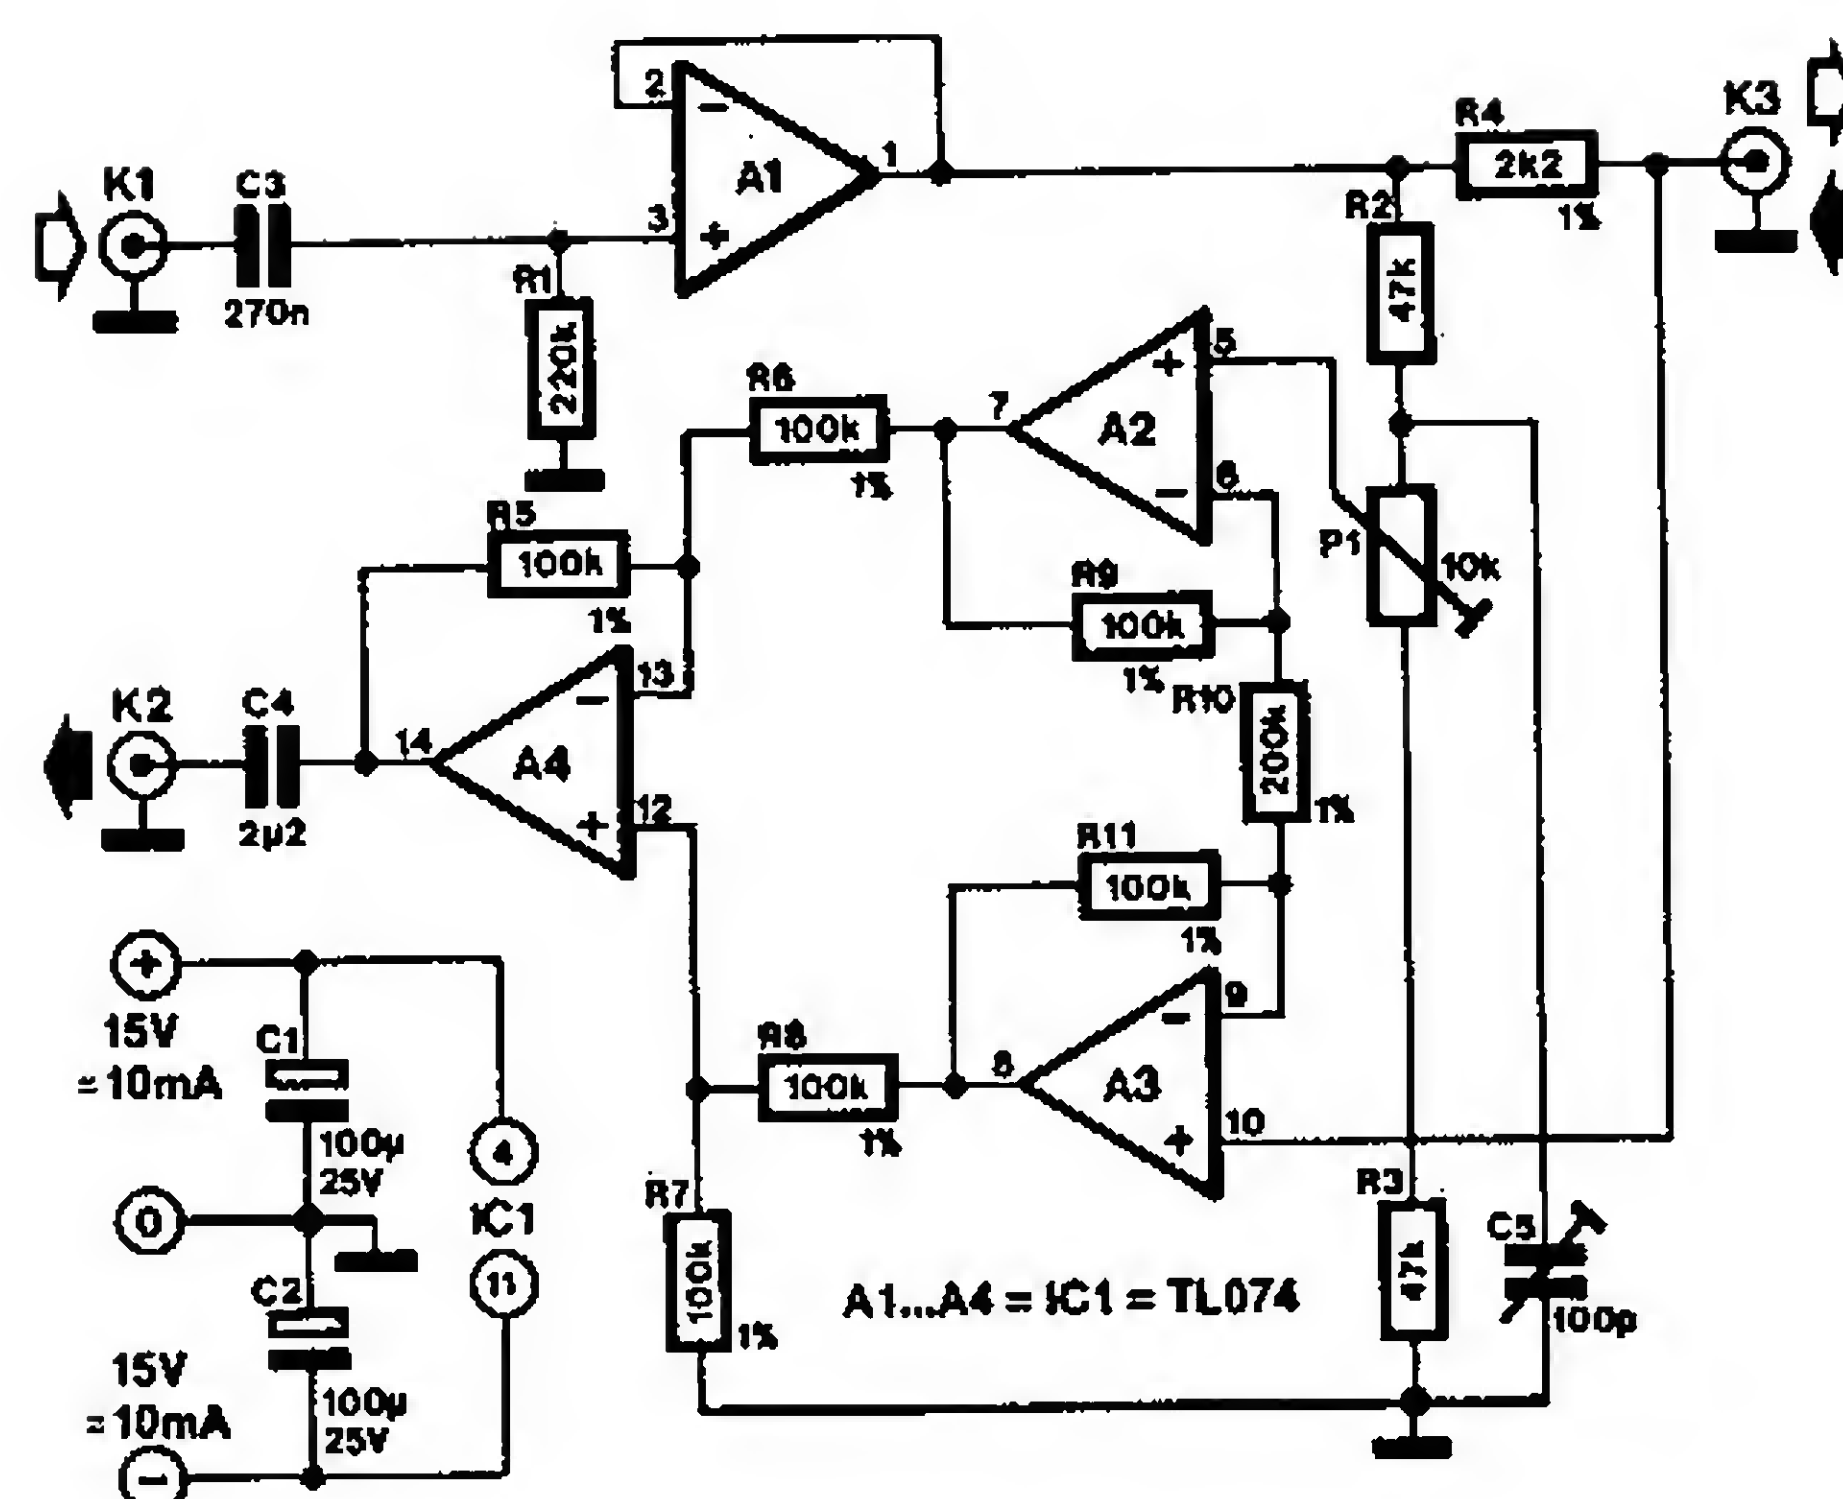 2
−
A1
1
3
+
K1
C3
270n
R1
220k
R4
2k2
1%
K3
R2
47k
R6
100k
1%
7
A2
5
+
6
−
P1
10k
R5
100k
1%
R9
100k
1%
R10
200k
1%
K2
C4
2µ2
14
A4
13
−
12
+
R11
100k
1%
+
15V
= 10mA
C1
100µ
25V
4
IC1
11
0
C2
100µ
25V
15V
= 10mA
−
R8
100k
1%
8
A3
9
−
10
+
R7
100k
1%
R3
47k
C5
100p
A1...A4 = IC1 = TL074